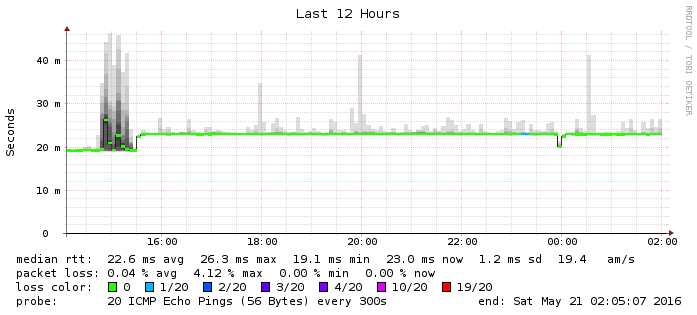 Last 12 Hours
RRDTOOL / TOBI OETIKER
Seconds
40 m
30 m
20 m
10 m
0
16:00 18:00 20:00 22:00 00:00 02:00
median rtt: 22.6 ms avg 26.3 ms max 19.1 ms min 23.0 ms now 1.2 ms sd 19.4 am/s
packet loss: 0.04 % avg 4.12 % max 0.00 % min 0.00 % now
loss color: 0 1/20 2/20 3/20 4/20 10/20 19/20
probe: 20 ICMP Echo Pings (56 Bytes) every 300s end: Sat May 21 02:05:07 2016